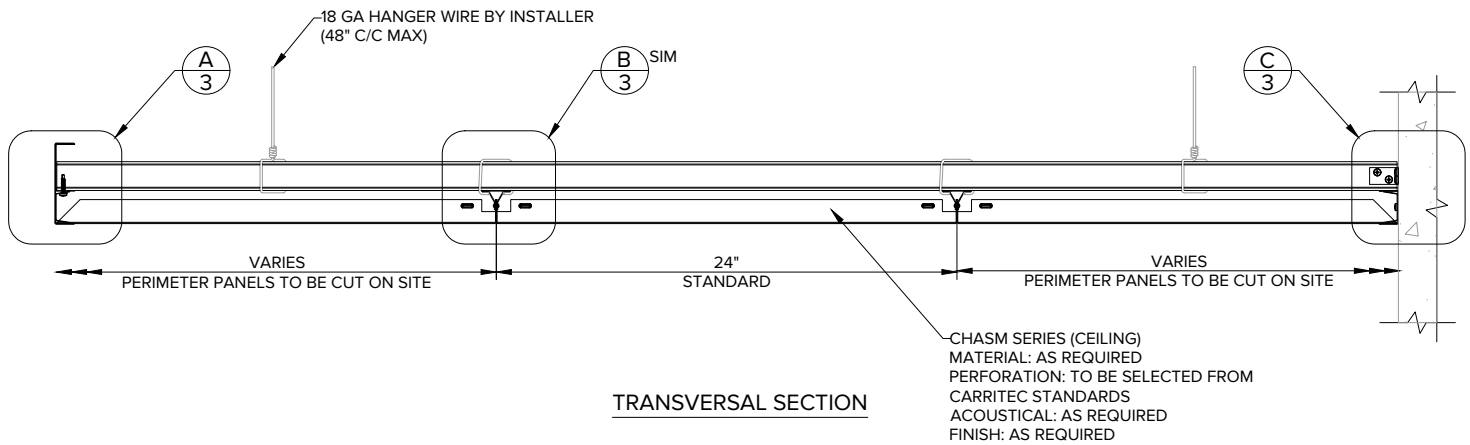 18 GA HANGER WIRE BY INSTALLER
(48" C/C MAX)
A
3
B
3
SIM
C
3
VARIES
PERIMETER PANELS TO BE CUT ON SITE
24"
STANDARD
VARIES
PERIMETER PANELS TO BE CUT ON SITE
CHASM SERIES (CEILING)
MATERIAL: AS REQUIRED
PERFORATION: TO BE SELECTED FROM
CARRITEC STANDARDS
ACOUSTICAL: AS REQUIRED
FINISH: AS REQUIRED
TRANSVERSAL SECTION